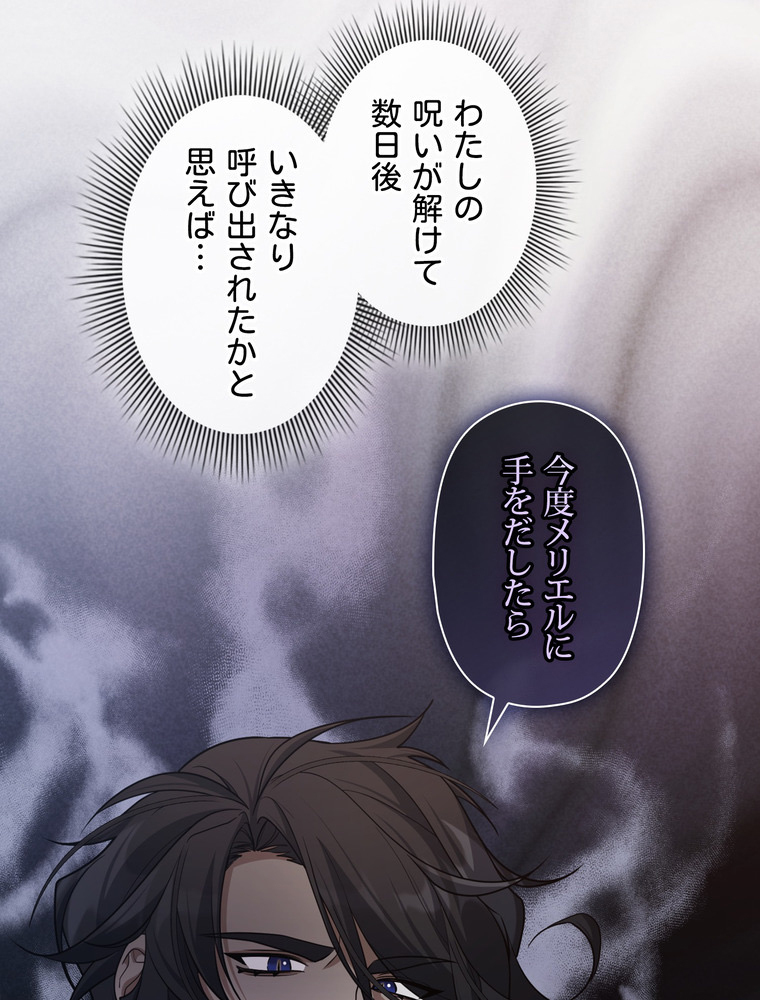 わたしの
呪いが解けて
数日後
いきなり
呼び出されたかと
思えば…
今度メリエルに
手をだしたら